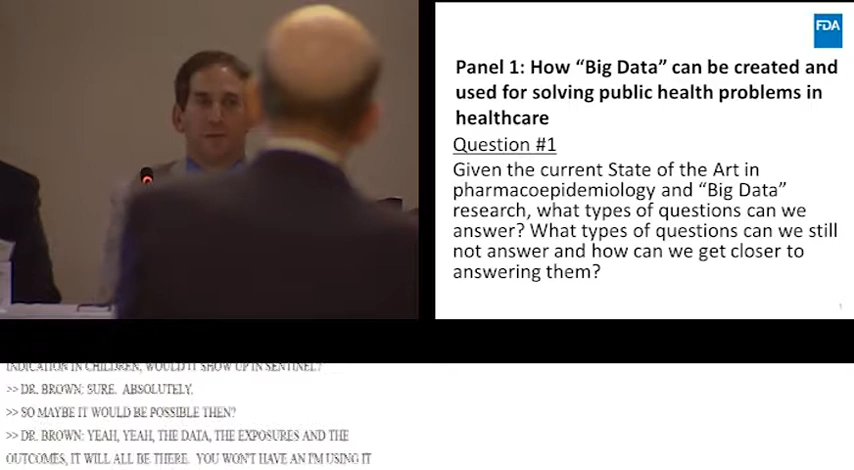 FDA
Panel 1: How “Big Data” can be created and
used for solving public health problems in
healthcare
Question #1
Given the current State of the Art in
pharmacoepidemiology and “Big Data”
research, what types of questions can we
answer? What types of questions can we still
not answer and how can we get closer to
answering them?
1
INDICATION IN CHILDREN, WOULD IT SHOW UP IN SENTINEL?
>> DR. BROWN: SURE. ABSOLUTELY.
>> SO MAYBE IT WOULD BE POSSIBLE THEN?
>> DR. BROWN: YEAH, YEAH, THE DATA, THE EXPOSURES AND THE
OUTCOMES, IT WILL ALL BE THERE. YOU WON'T HAVE AN I'M USING IT